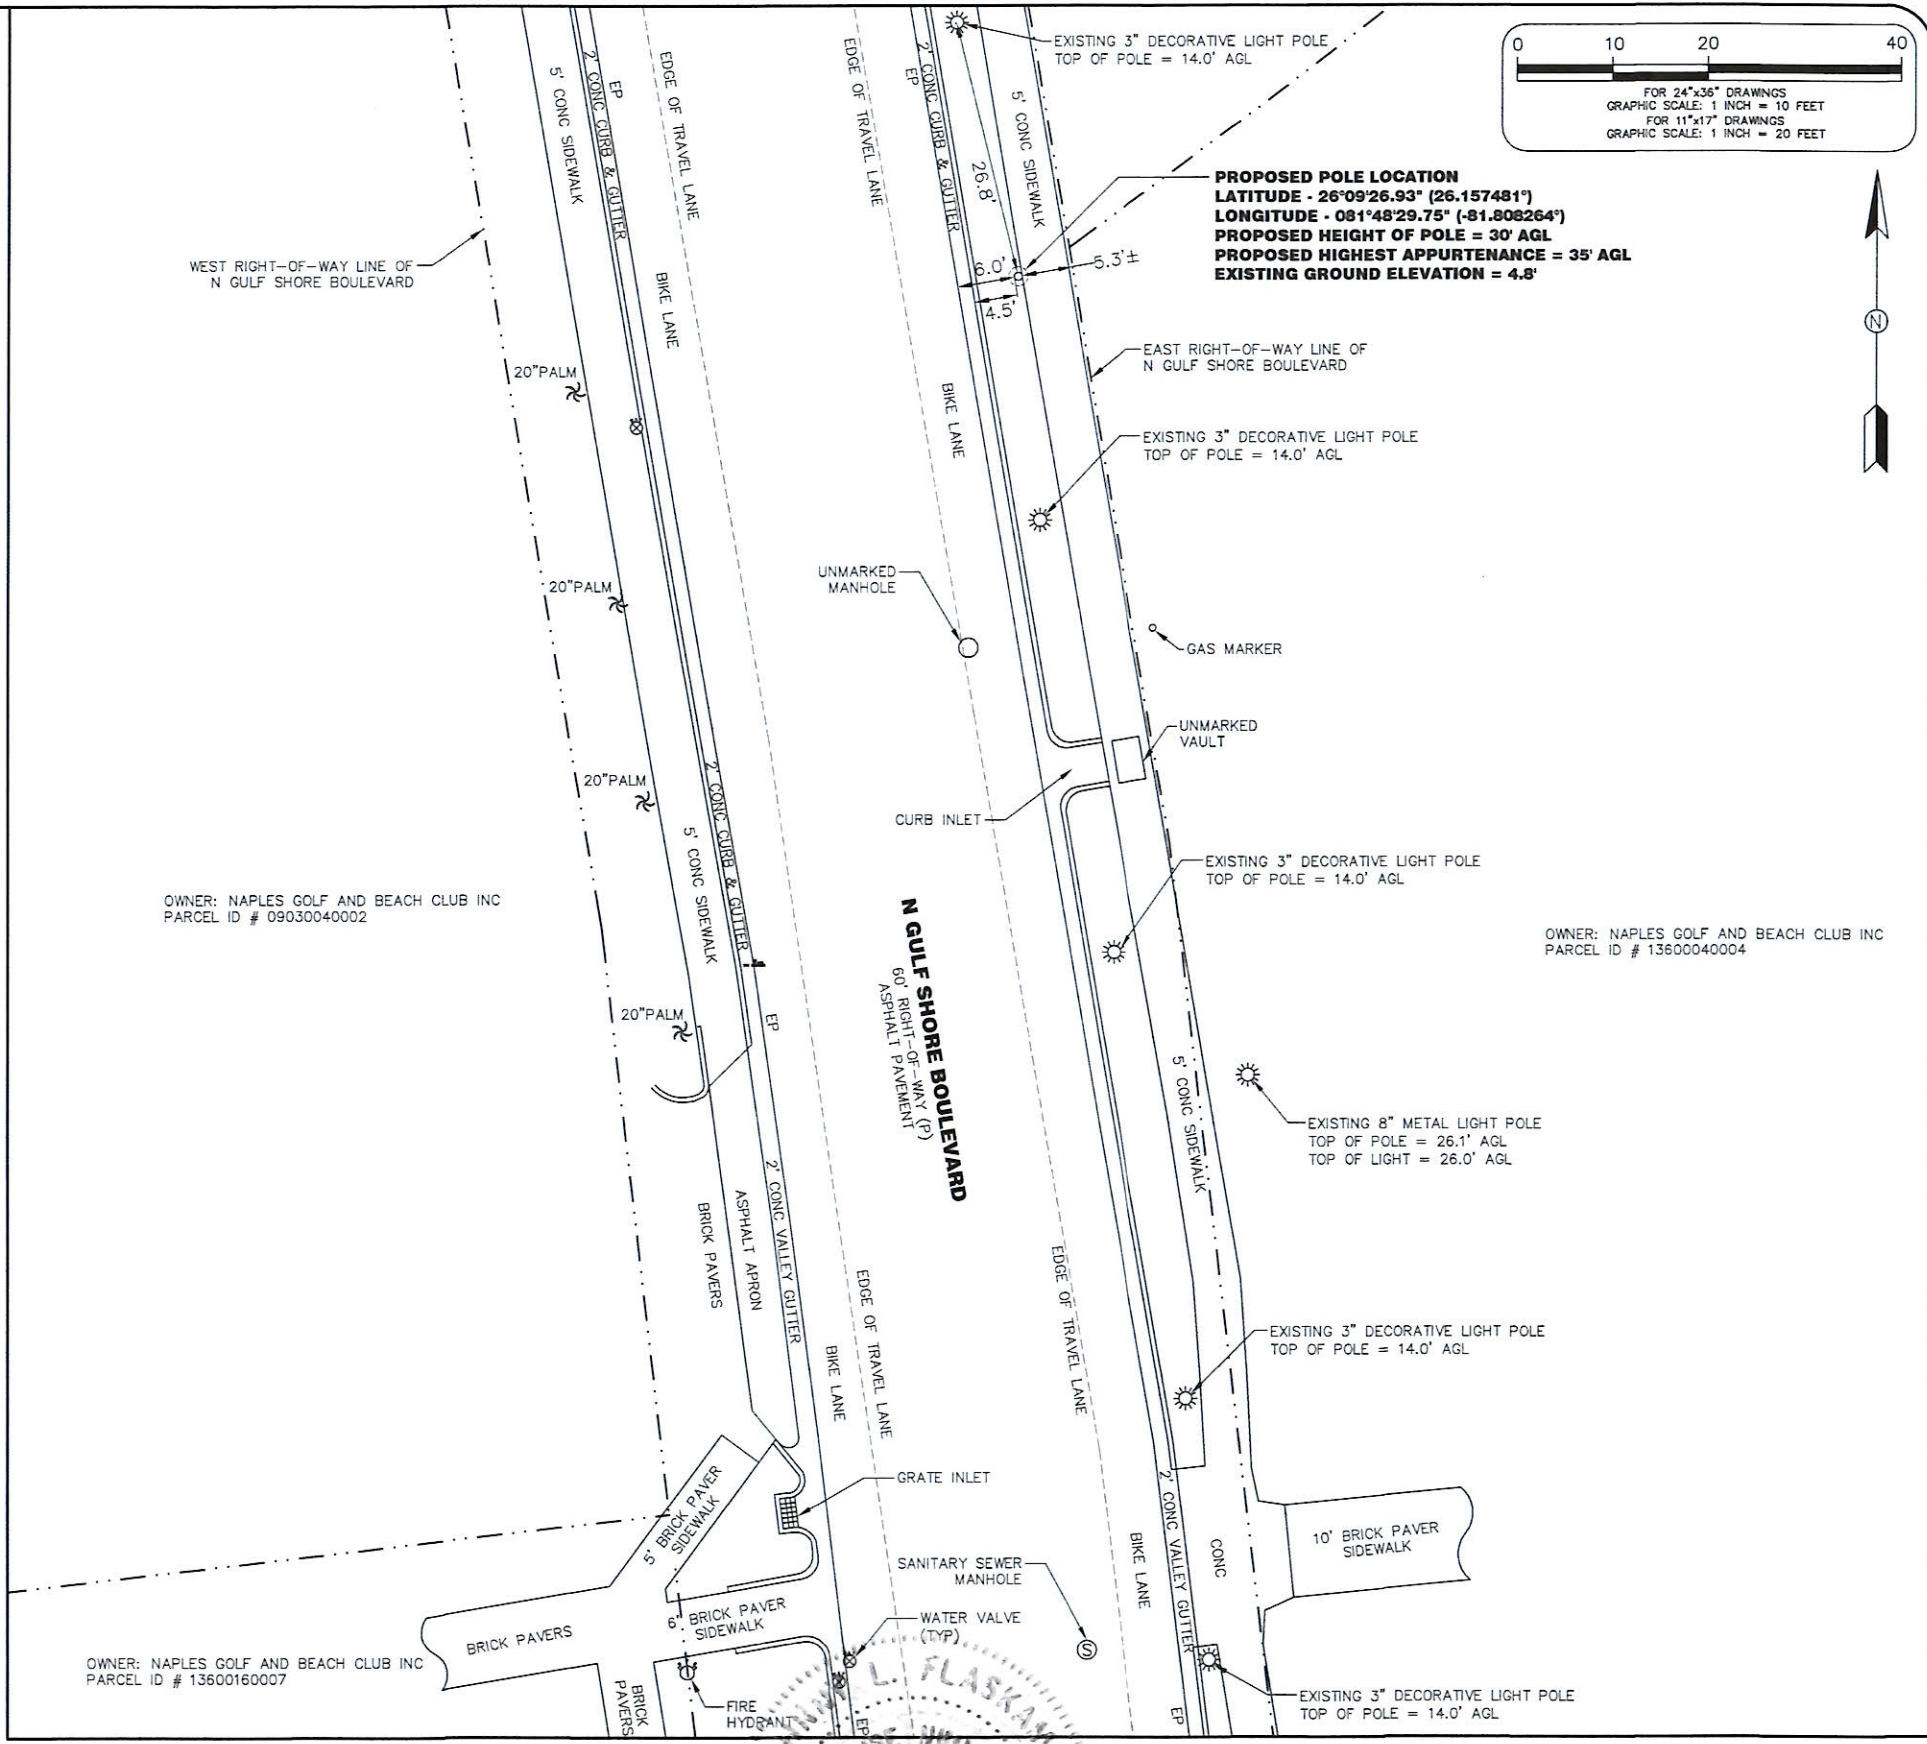 EXISTING 3" DECORATIVE LIGHT POLE
TOP OF POLE = 14.0' AGL
0 10 20 40
FOR 24"x36" DRAWINGS
GRAPHIC SCALE: 1 INCH = 10 FEET
FOR 11"x17" DRAWINGS
GRAPHIC SCALE: 1 INCH = 20 FEET
5' CONC SIDEWALK
2' CONC CURB & GUTTER
EP
EDGE OF TRAVEL LANE
EDGE OF TRAVEL LANE
EP
2' CONC CURB & GUTTER
5' CONC SIDEWALK
26.8'
PROPOSED POLE LOCATION
LATITUDE - 26°09'26.93" (26.157481°)
LONGITUDE - 081°48'29.75" (-81.808264°)
PROPOSED HEIGHT OF POLE = 30' AGL
PROPOSED HIGHEST APPURTENANCE = 35' AGL
EXISTING GROUND ELEVATION = 4.8'
6.0'
5.3'±
4.5'
WEST RIGHT-OF-WAY LINE OF
N GULF SHORE BOULEVARD
BIKE LANE
N
EAST RIGHT-OF-WAY LINE OF
N GULF SHORE BOULEVARD
20"PALM
BIKE LANE
EXISTING 3" DECORATIVE LIGHT POLE
TOP OF POLE = 14.0' AGL
UNMARKED
MANHOLE
20"PALM
GAS MARKER
UNMARKED
VAULT
20"PALM
2' CONC CURB & GUTTER
5' CONC SIDEWALK
CURB INLET
EXISTING 3" DECORATIVE LIGHT POLE
TOP OF POLE = 14.0' AGL
OWNER: NAPLES GOLF AND BEACH CLUB INC
PARCEL ID # 09030040002
N GULF SHORE BOULEVARD
60' RIGHT-OF-WAY (P)
ASPHALT PAVEMENT
OWNER: NAPLES GOLF AND BEACH CLUB INC
PARCEL ID # 13600040004
20"PALM
EP
5' CONC SIDEWALK
EXISTING 8" METAL LIGHT POLE
TOP OF POLE = 26.1' AGL
TOP OF LIGHT = 26.0' AGL
BRICK PAVERS
ASPHALT APRON
2' CONC VALLEY GUTTER
EDGE OF TRAVEL LANE
EDGE OF TRAVEL LANE
BIKE LANE
EXISTING 3" DECORATIVE LIGHT POLE
TOP OF POLE = 14.0' AGL
5' BRICK PAVER
SIDEWALK
GRATE INLET
10' BRICK PAVER
SIDEWALK
SANITARY SEWER
MANHOLE
S
BIKE LANE
2' CONC VALLEY GUTTER
CONC
6' BRICK PAVER
SIDEWALK
WATER VALVE
(TYP)
BRICK PAVERS
OWNER: NAPLES GOLF AND BEACH CLUB INC
PARCEL ID # 13600160007
BRICK
PAVERS
FIRE
HYDRANT
EP
L. FLASKA
EP
EXISTING 3" DECORATIVE LIGHT POLE
TOP OF POLE = 14.0' AGL